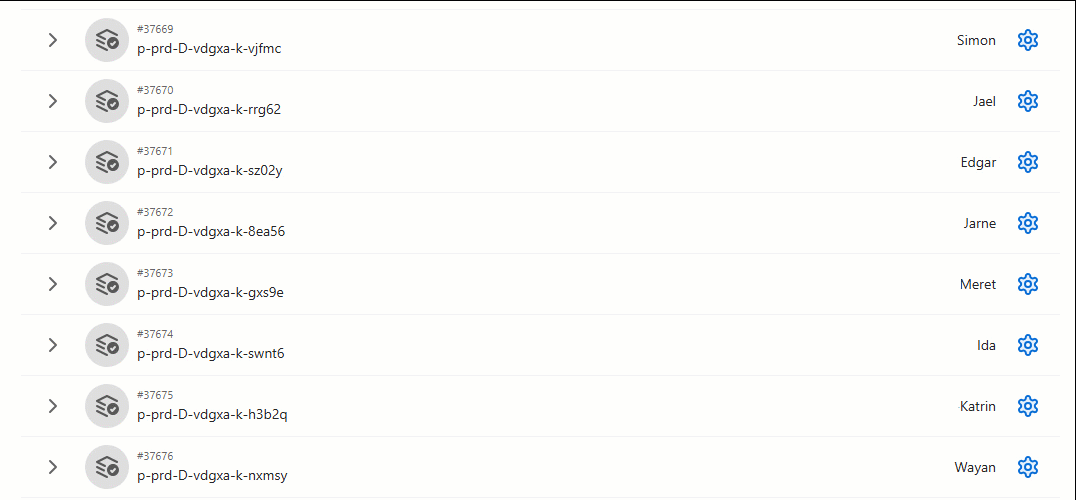 #37669
p-prd-D-vdgxa-k-vjfmc
Simon
#37670
p-prd-D-vdgxa-k-rrg62
Jael
#37671
p-prd-D-vdgxa-k-sz02y
Edgar
#37672
p-prd-D-vdgxa-k-8ea56
Jarne
#37673
p-prd-D-vdgxa-k-gxs9e
Meret
#37674
p-prd-D-vdgxa-k-swnt6
Ida
#37675
p-prd-D-vdgxa-k-h3b2q
Katrin
#37676
p-prd-D-vdgxa-k-nxmsy
Wayan